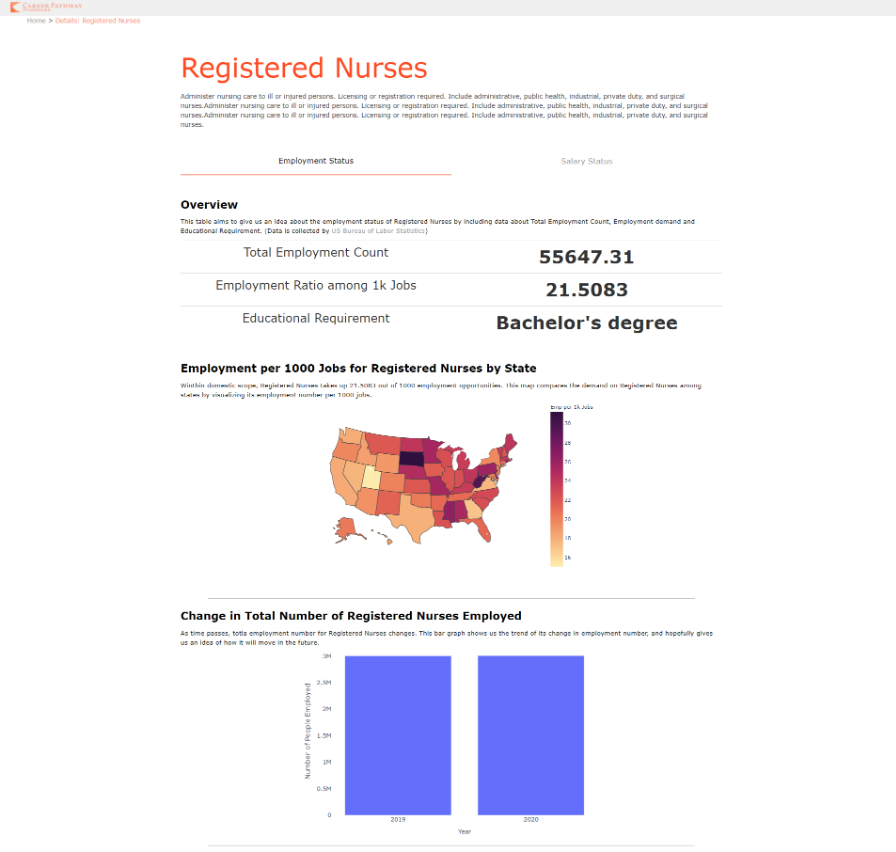 CAREER PATHWAY
Home > Details: Registered Nurses
Registered Nurses
Administer nursing care to ill or injured persons. Licensing or registration required. Include administrative, public health, industrial, private duty, and surgical
nurses.Administer nursing care to ill or injured persons. Licensing or registration required. Include administrative, public health, industrial, private duty, and surgical
nurses.Administer nursing care to ill or injured persons. Licensing or registration required. Include administrative, public health, industrial, private duty, and surgical
nurses.
Employment Status Salary Status
Overview
This table aims to give us an idea about the employment status of Registered Nurses by including data about Total Employment Count, Employment demand and
Educational Requirement. (Data is collected by US Bureau of Labor Statistics)
Total Employment Count 55647.31
Employment Ratio among 1k Jobs 21.5083
Educational Requirement Bachelor's degree
Employment per 1000 Jobs for Registered Nurses by State
Winthin domestic scope, Registered Nurses takes up 21.5083 out of 1000 employment opportunities. This map compares the demand on Registered Nurses among
states by visualizing its employment number per 1000 jobs.
Emp per 1k Jobs
30
28
26
24
22
20
18
16
Change in Total Number of Registered Nurses Employed
As time passes, totla employment number for Registered Nurses changes. This bar graph shows us the trend of its change in employment number, and hopefully gives
us an idea of how it will move in the future.
Number of People Employed
3M
2.5M
2M
1.5M
1M
0.5M
0
2019 2020
Year